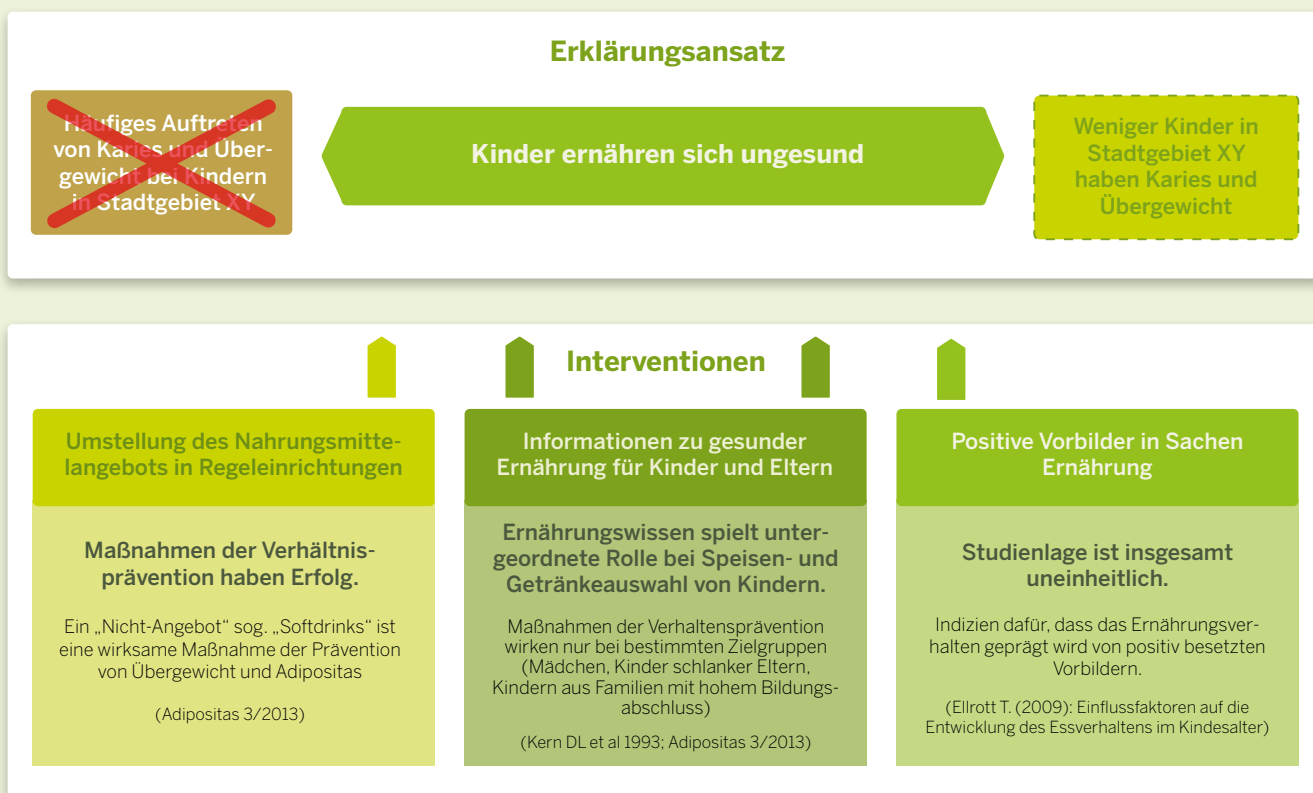 Erklärungsansatz
Häufiges Auftreten
von Karies und Über-
gewicht bei Kindern
in Stadtgebiet XY
Kinder ernähren sich ungesund
Weniger Kinder in
Stadtgebiet XY
haben Karies und
Übergewicht
Interventionen
Umstellung des Nahrungsmitte-
langebots in Regeleinrichtungen
Maßnahmen der Verhältnis-
prävention haben Erfolg.
Ein „Nicht-Angebot“ sog. „Softdrinks“ ist
eine wirksame Maßnahme der Prävention
von Übergewicht und Adipositas
(Adipositas 3/2013)
Informationen zu gesunder
Ernährung für Kinder und Eltern
Ernährungswissen spielt unter-
geordnete Rolle bei Speisen- und
Getränkeauswahl von Kindern.
Maßnahmen der Verhaltensprävention
wirken nur bei bestimmten Zielgruppen
(Mädchen, Kinder schlanker Eltern,
Kindern aus Familien mit hohem Bildungs-
abschluss)
(Kern DL et al 1993; Adipositas 3/2013)
Positive Vorbilder in Sachen
Ernährung
Studienlage ist insgesamt
uneinheitlich.
Indizien dafür, dass das Ernährungsver-
halten geprägt wird von positiv besetzten
Vorbildern.
(Ellrott T. (2009): Einflussfaktoren auf die
Entwicklung des Essverhaltens im Kindesalter)